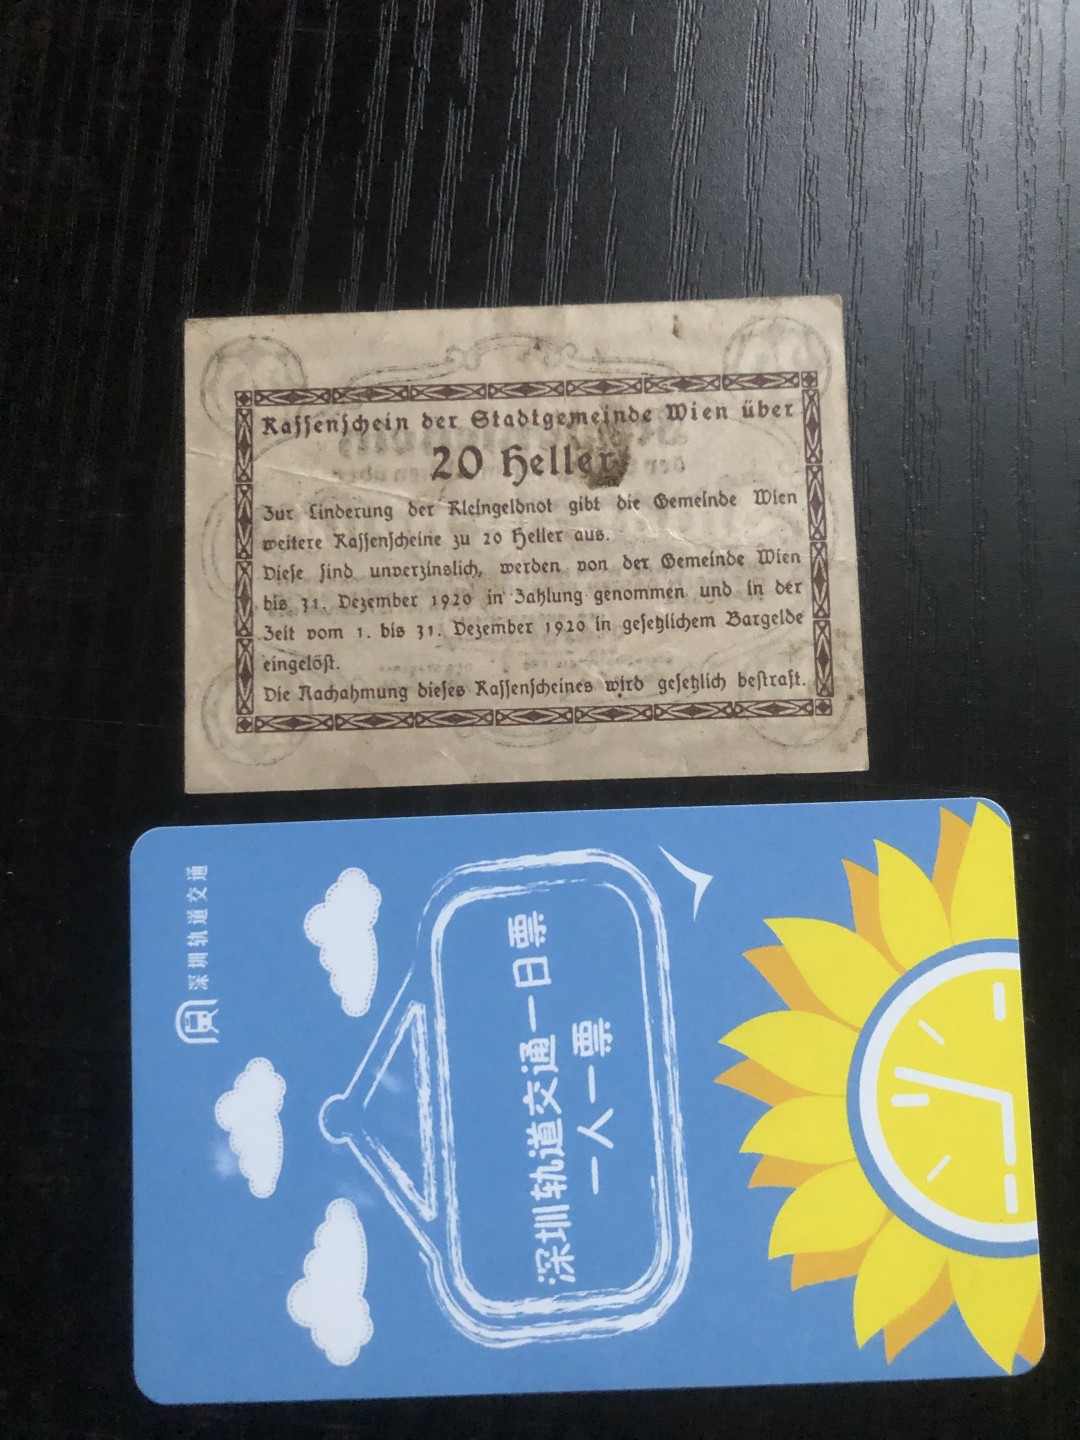 Kassenschein der Stadtgemeinde Wien über
20 Heller
Zur Linderung der Kleingeldnot gibt die Gemeinde Wien
weitere Kassenscheine zu 20 Heller aus.
Diese sind unverzinslich, werden von der Gemeinde Wien
bis 31. Dezember 1920 in Zahlung genommen und in der
Zeit vom 1. bis 31. Dezember 1920 in gesetzlichem Bargelde
eingelöst.
Die Nachahmung dieses Kassenscheines wird gesetzlich bestraft.
深圳轨道交通
深圳轨道交通一日票
一人一票